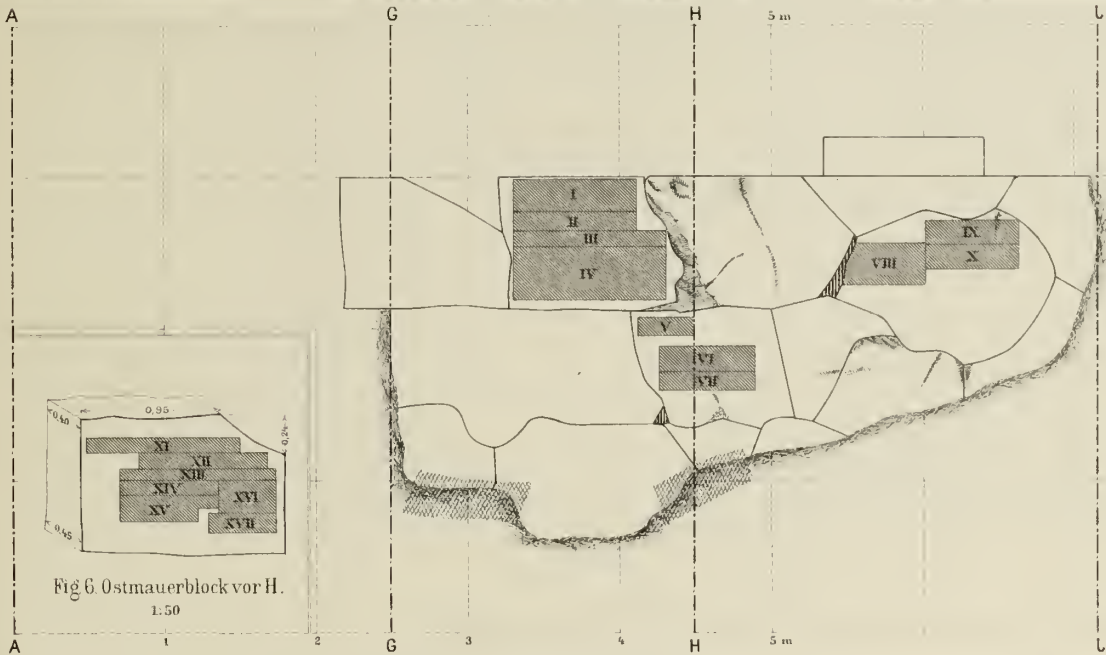 A G H 5 m J
I
II
III
IV
V
VI
VII
VIII
IX
X
0,95
0,40
0,24
0,45
XI
XII
XIII
XIV
XV
XVI
XVII
Fig. 6. Ostmauerblock vor H.
1:50
A 1 2 G 3 4 H 5 m J